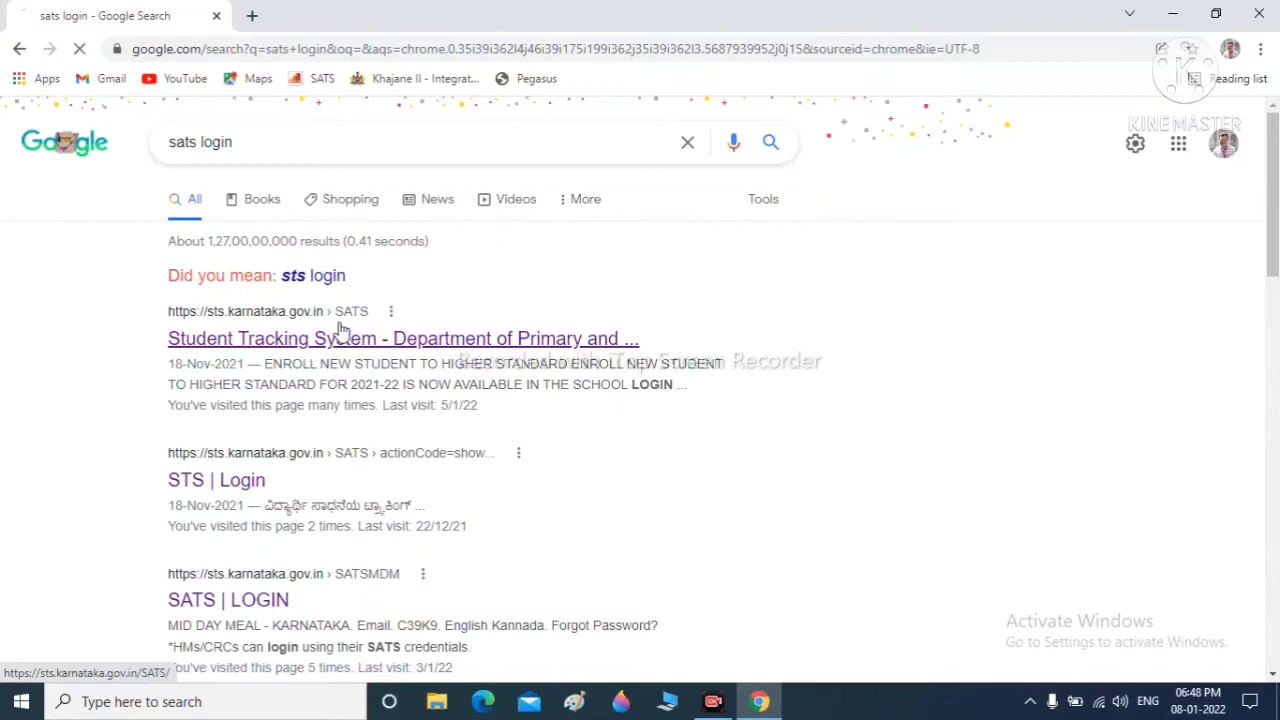 sats login - Google Search
google.com/search?q=sats+login&oq=&aqs=chrome.0.35i39i362l4j46i39i175i199i362j35i39i362l3.5687939952j0j15&sourceid=chrome&ie=UTF-8
Apps Gmail YouTube Maps SATS Khajane II - Integrat... Pegasus Reading list
KINEMASTER
Google sats login
All Books Shopping News Videos More Tools
About 1,27,00,00,000 results (0.41 seconds)
Did you mean: sts login
https://sts.karnataka.gov.in › SATS
Student Tracking System - Department of Primary and ...
Recorded with iTop Screen Recorder
18-Nov-2021 — ENROLL NEW STUDENT TO HIGHER STANDARD ENROLL NEW STUDENT
TO HIGHER STANDARD FOR 2021-22 IS NOW AVAILABLE IN THE SCHOOL LOGIN ...
You've visited this page many times. Last visit: 5/1/22
https://sts.karnataka.gov.in › SATS › actionCode=show...
STS | Login
18-Nov-2021 — ವಿದ್ಯಾರ್ಥಿ ಸಾಧನೆಯ ಟ್ರ್ಯಾಕಿಂಗ್ ...
You've visited this page 2 times. Last visit: 22/12/21
https://sts.karnataka.gov.in › SATSMDM
SATS | LOGIN
MID DAY MEAL - KARNATAKA. Email. C39K9. English Kannada. Forgot Password?
*HMs/CRCs can login using their SATS credentials.
You've visited this page 5 times. Last visit: 3/1/22
Activate Windows
Go to Settings to activate Windows.
https://sts.karnataka.gov.in/SATS/
Type here to search
ENG
06:48 PM
08-01-2022